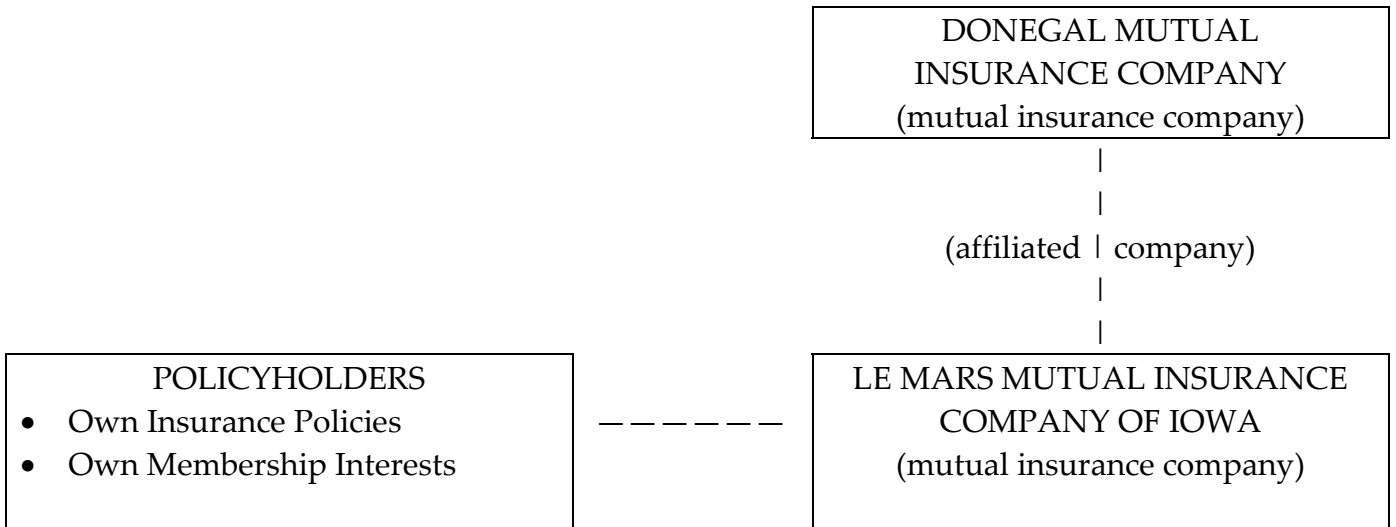 DONEGAL MUTUAL
INSURANCE COMPANY
(mutual insurance company)
(affiliated | company)
POLICYHOLDERS
• Own Insurance Policies
• Own Membership Interests
LE MARS MUTUAL INSURANCE
COMPANY OF IOWA
(mutual insurance company)